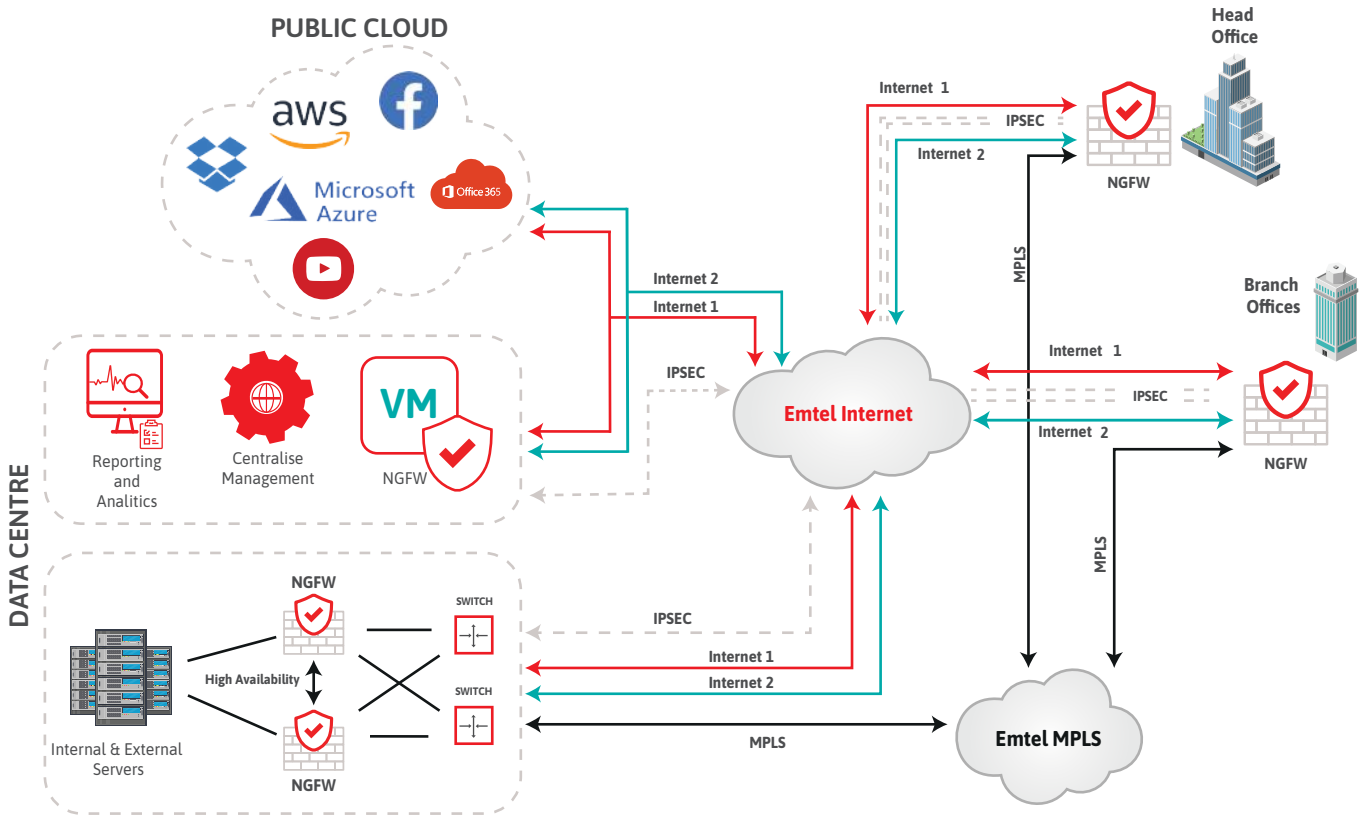 PUBLIC CLOUD
aws
Microsoft
Azure
Office 365
Head
Office
Internet 1
IPSEC
Internet 2
NGFW
MPLS
Branch
Offices
Internet 1
IPSEC
Internet 2
NGFW
MPLS
Internet 2
Internet 1
IPSEC
Emtel Internet
DATA CENTRE
Reporting
and
Analitics
Centralise
Management
VM
NGFW
NGFW
High Availability
NGFW
SWITCH
SWITCH
Internal & External
Servers
IPSEC
Internet 1
Internet 2
MPLS
Emtel MPLS